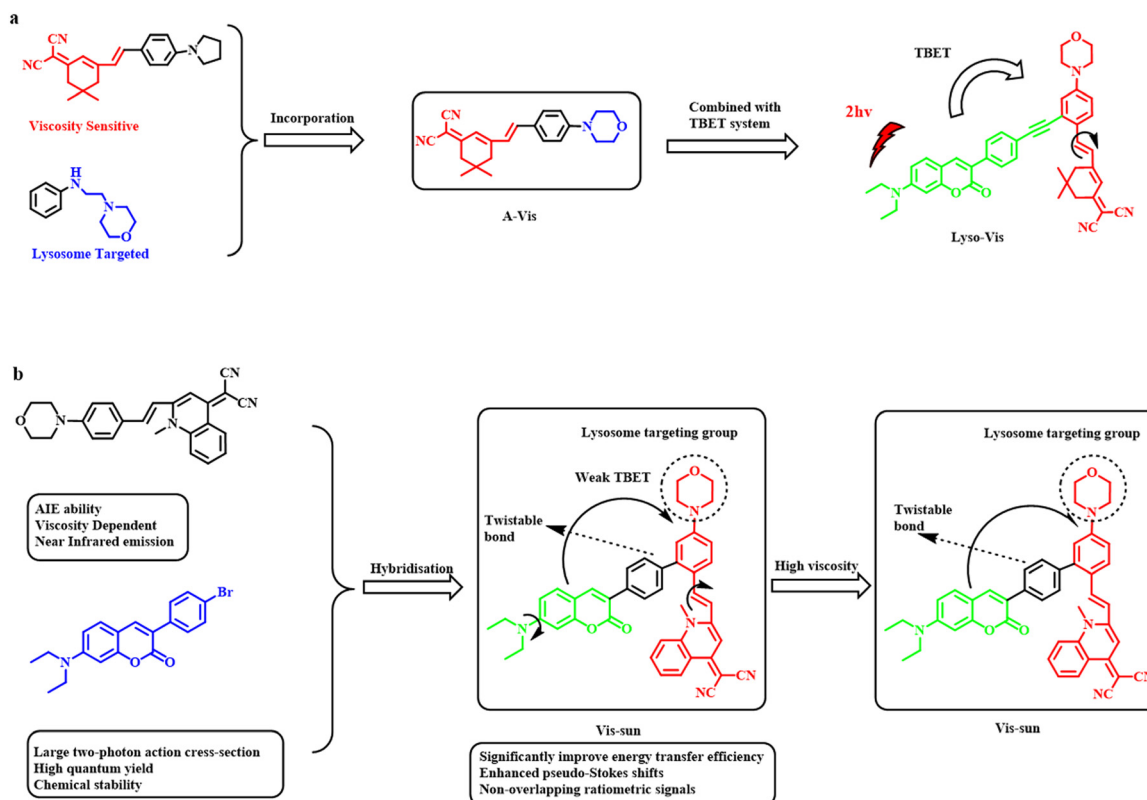 a
CN
NC
N
Viscosity Sensitive
H
N
N
O
Lysosome Targeted
Incorporation
CN
NC
N
O
A-Vis
Combined with
TBET system
TBET
2hv
O
N
N
O
O
NC
CN
Lyso-Vis
b
CN
CN
O
N
N
AIE ability
Viscosity Dependent
Near Infrared emission
Br
N
O
O
Large two-photon action cross-section
High quantum yield
Chemical stability
Hybridisation
Lysosome targeting group
Weak TBET
O
N
Twistable
bond
N
O
O
N
NC
CN
Vis-sun
Significantly improve energy transfer efficiency
Enhanced pseudo-Stokes shifts
Non-overlapping ratiometric signals
High viscosity
Lysosome targeting group
O
N
Twistable
bond
N
O
O
N
CN
NC
Vis-sun